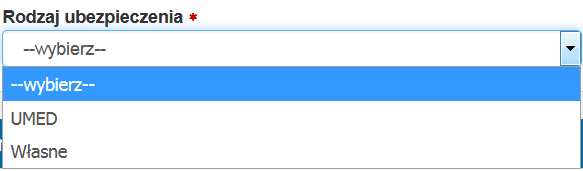 Rodzaj ubezpieczenia *
--wybierz--
--wybierz--
UMED
Własne